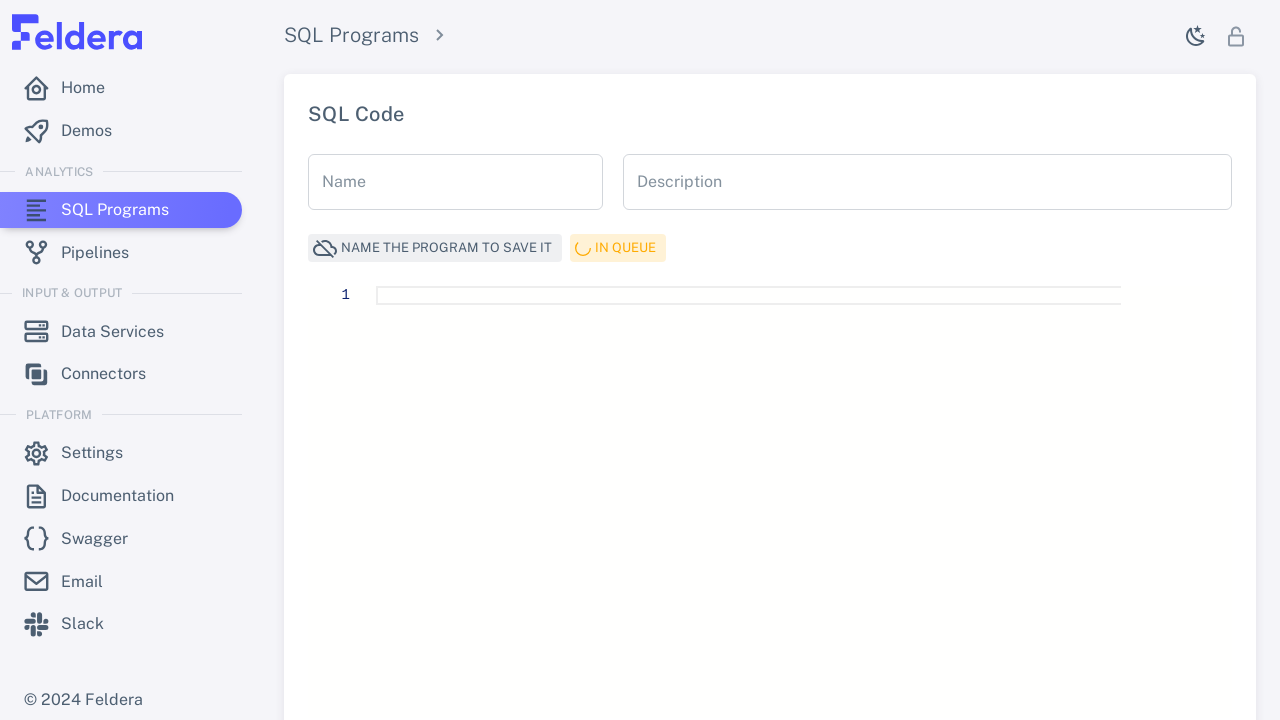 Feldera
Home
Demos
ANALYTICS
SQL Programs
Pipelines
INPUT & OUTPUT
Data Services
Connectors
PLATFORM
Settings
Documentation
Swagger
Email
Slack
© 2024 Feldera
SQL Programs
SQL Code
Name
Description
NAME THE PROGRAM TO SAVE IT
IN QUEUE
1